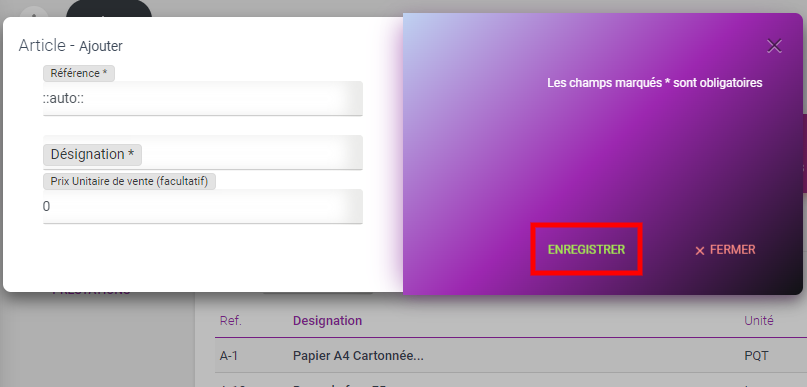 Article - Ajouter
Référence *
::auto::
Désignation *
Prix Unitaire de vente (facultatif)
0
Les champs marqués * sont obligatoires
ENREGISTRER
× FERMER
Ref. Designation Unité
A-1 Papier A4 Cartonnée... PQT